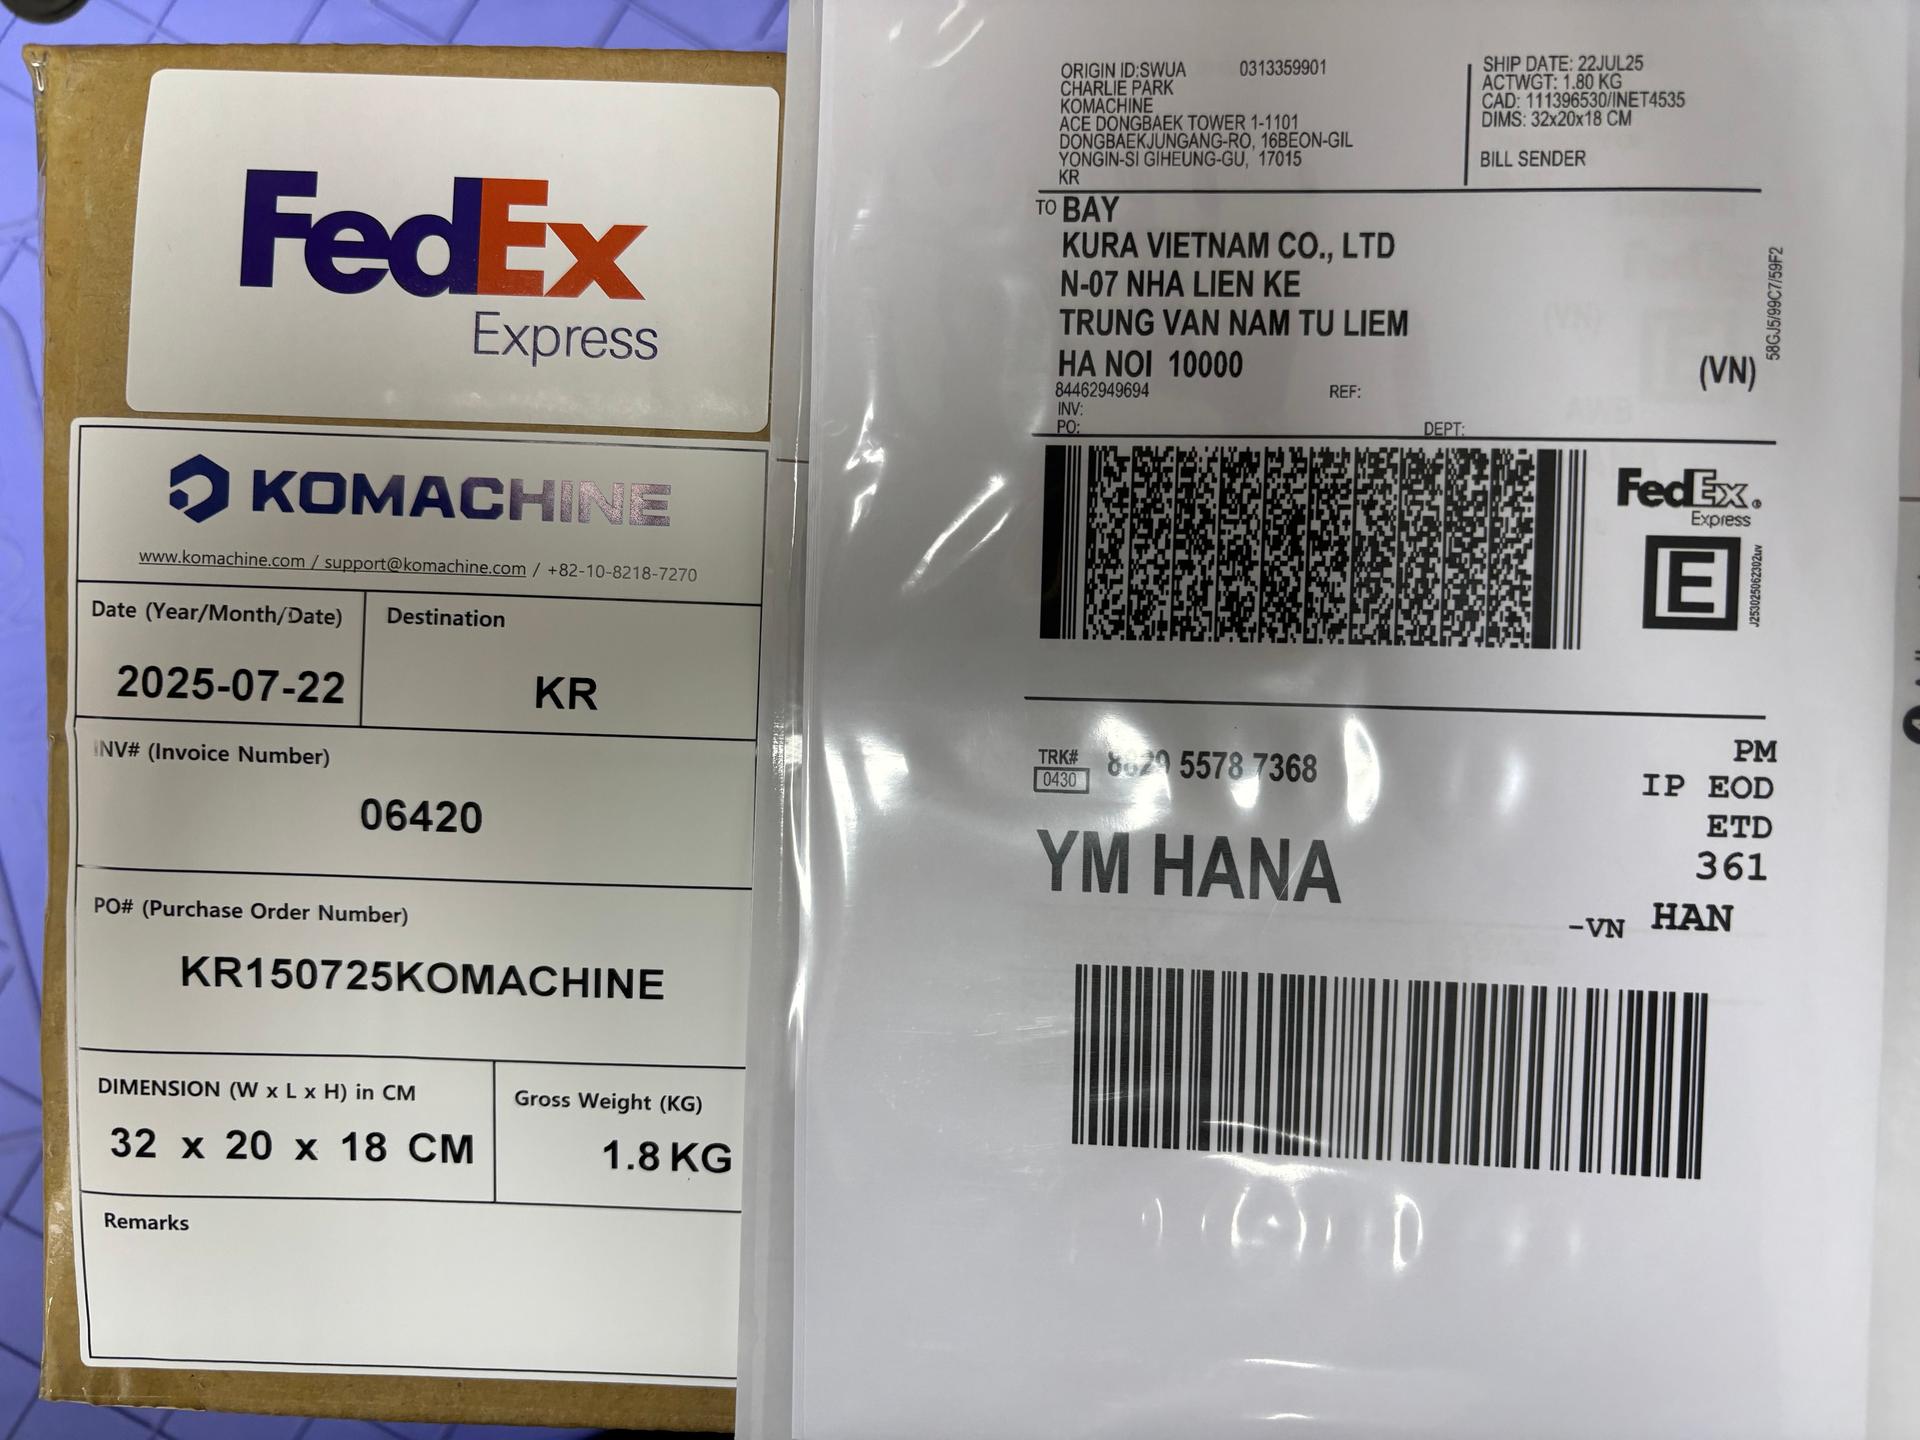 FedEx
Express
KOMACHINE
www.komachine.com / support@komachine.com / +82-10-8218-7270
Date (Year/Month/Date)
2025-07-22
Destination
KR
INV# (Invoice Number)
06420
PO# (Purchase Order Number)
KR150725KOMACHINE
DIMENSION (W x L x H) in CM
32 x 20 x 18 CM
Gross Weight (KG)
1.8 KG
Remarks
ORIGIN ID:SWUA 0313359901
CHARLIE PARK
KOMACHINE
ACE DONGBAEK TOWER 1-1101
DONGBAEKJUNGANG-RO, 16BEON-GIL
YONGIN-SI GIHEUNG-GU, 17015
KR
SHIP DATE: 22JUL25
ACTWGT: 1.80 KG
CAD: 111396530/INET4535
DIMS: 32x20x18 CM
BILL SENDER
TO BAY
KURA VIETNAM CO., LTD
N-07 NHA LIEN KE
TRUNG VAN NAM TU LIEM
HA NOI 10000
(VN)
84462949694 REF:
INV:
PO: DEPT:
58GJ5/99C7/59F2
FedEx
Express
E
J253025062302uv
TRK# 8829 5578 7368
0430
PM
IP EOD
ETD
361
YM HANA
-VN HAN